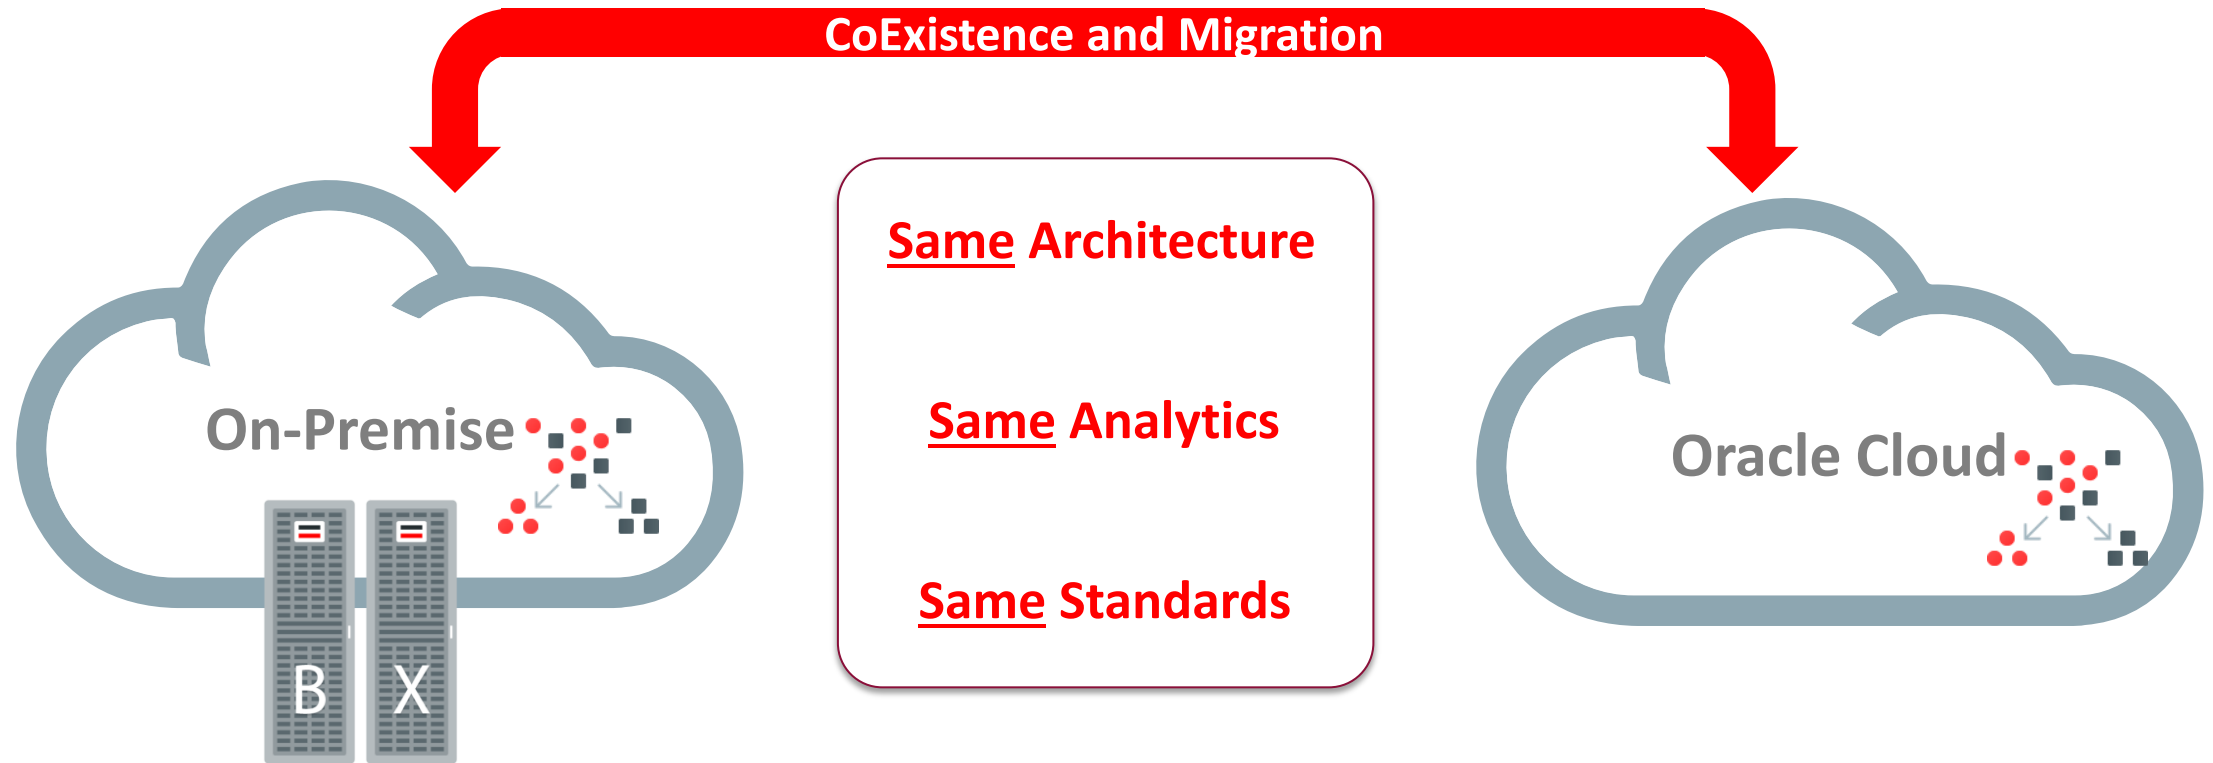 CoExistence and Migration
Same Architecture
Same Analytics
On-Premise
Oracle Cloud
Same Standards
B X